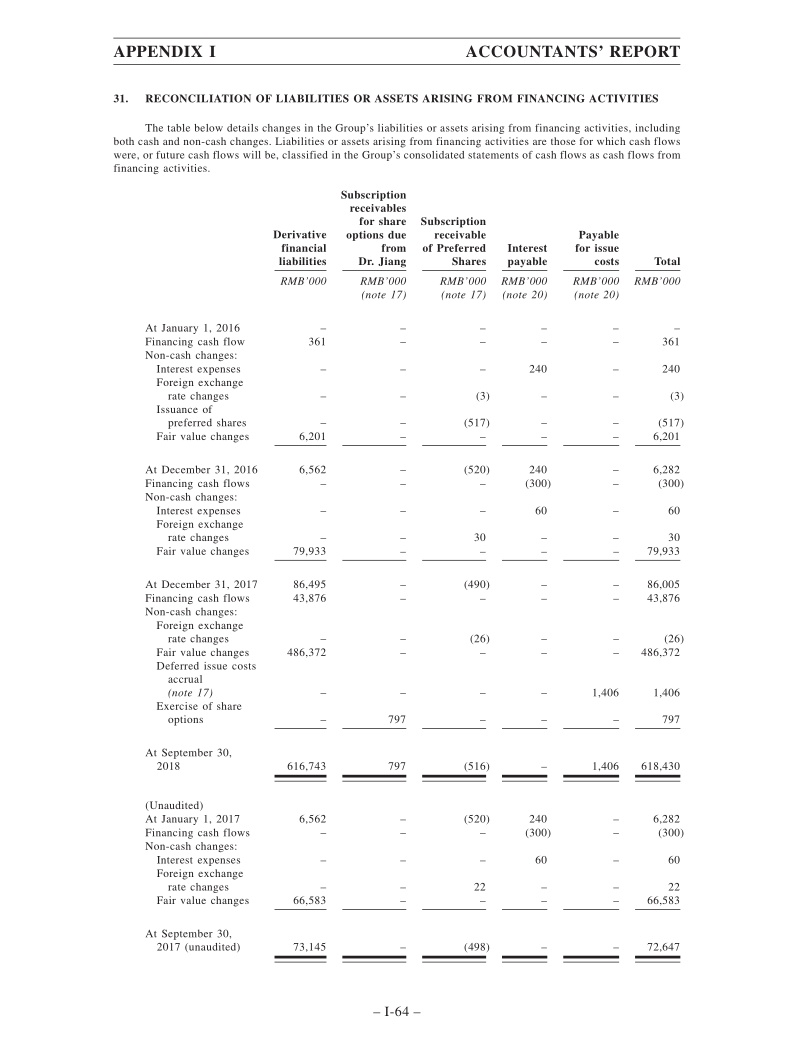 APPENDIX I ACCOUNTANTS’ REPORT
31. RECONCILIATION OF LIABILITIES OR ASSETS ARISING FROM FINANCING ACTIVITIES
The table below details changes in the Group’s liabilities or assets arising from financing activities, including
both cash and non-cash changes. Liabilities or assets arising from financing activities are those for which cash flows
were, or future cash flows will be, classified in the Group’s consolidated statements of cash flows as cash flows from
financing activities.
Subscription
receivables
for share Subscription
Derivative options due receivable Payable
financial from of Preferred Interest for issue
liabilities Dr. Jiang Shares payable costs Total
RMB’000 RMB’000 RMB’000 RMB’000 RMB’000 RMB’000
(note 17) (note 17) (note 20) (note 20)
At January 1, 2016 – – – – – –
Financing cash flow 361 – – – – 361
Non-cash changes:
Interest expenses – – – 240 – 240
Foreign exchange
rate changes – – (3) – – (3)
Issuance of
preferred shares – – (517) – – (517)
Fair value changes 6,201 – – – – 6,201
At December 31, 2016 6,562 – (520) 240 – 6,282
Financing cash flows – – – (300) – (300)
Non-cash changes:
Interest expenses – – – 60 – 60
Foreign exchange
rate changes – – 30 – – 30
Fair value changes 79,933 – – – – 79,933
At December 31, 2017 86,495 – (490) – – 86,005
Financing cash flows 43,876 – – – – 43,876
Non-cash changes:
Foreign exchange
rate changes – – (26) – – (26)
Fair value changes 486,372 – – – – 486,372
Deferred issue costs
accrual
(note 17) – – – – 1,406 1,406
Exercise of share
options – 797 – – – 797
At September 30,
2018 616,743 797 (516) – 1,406 618,430
(Unaudited)
At January 1, 2017 6,562 – (520) 240 – 6,282
Financing cash flows – – – (300) – (300)
Non-cash changes:
Interest expenses – – – 60 – 60
Foreign exchange
rate changes – – 22 – – 22
Fair value changes 66,583 – – – – 66,583
At September 30,
2017 (unaudited) 73,145 – (498) – – 72,647
– I-64 –